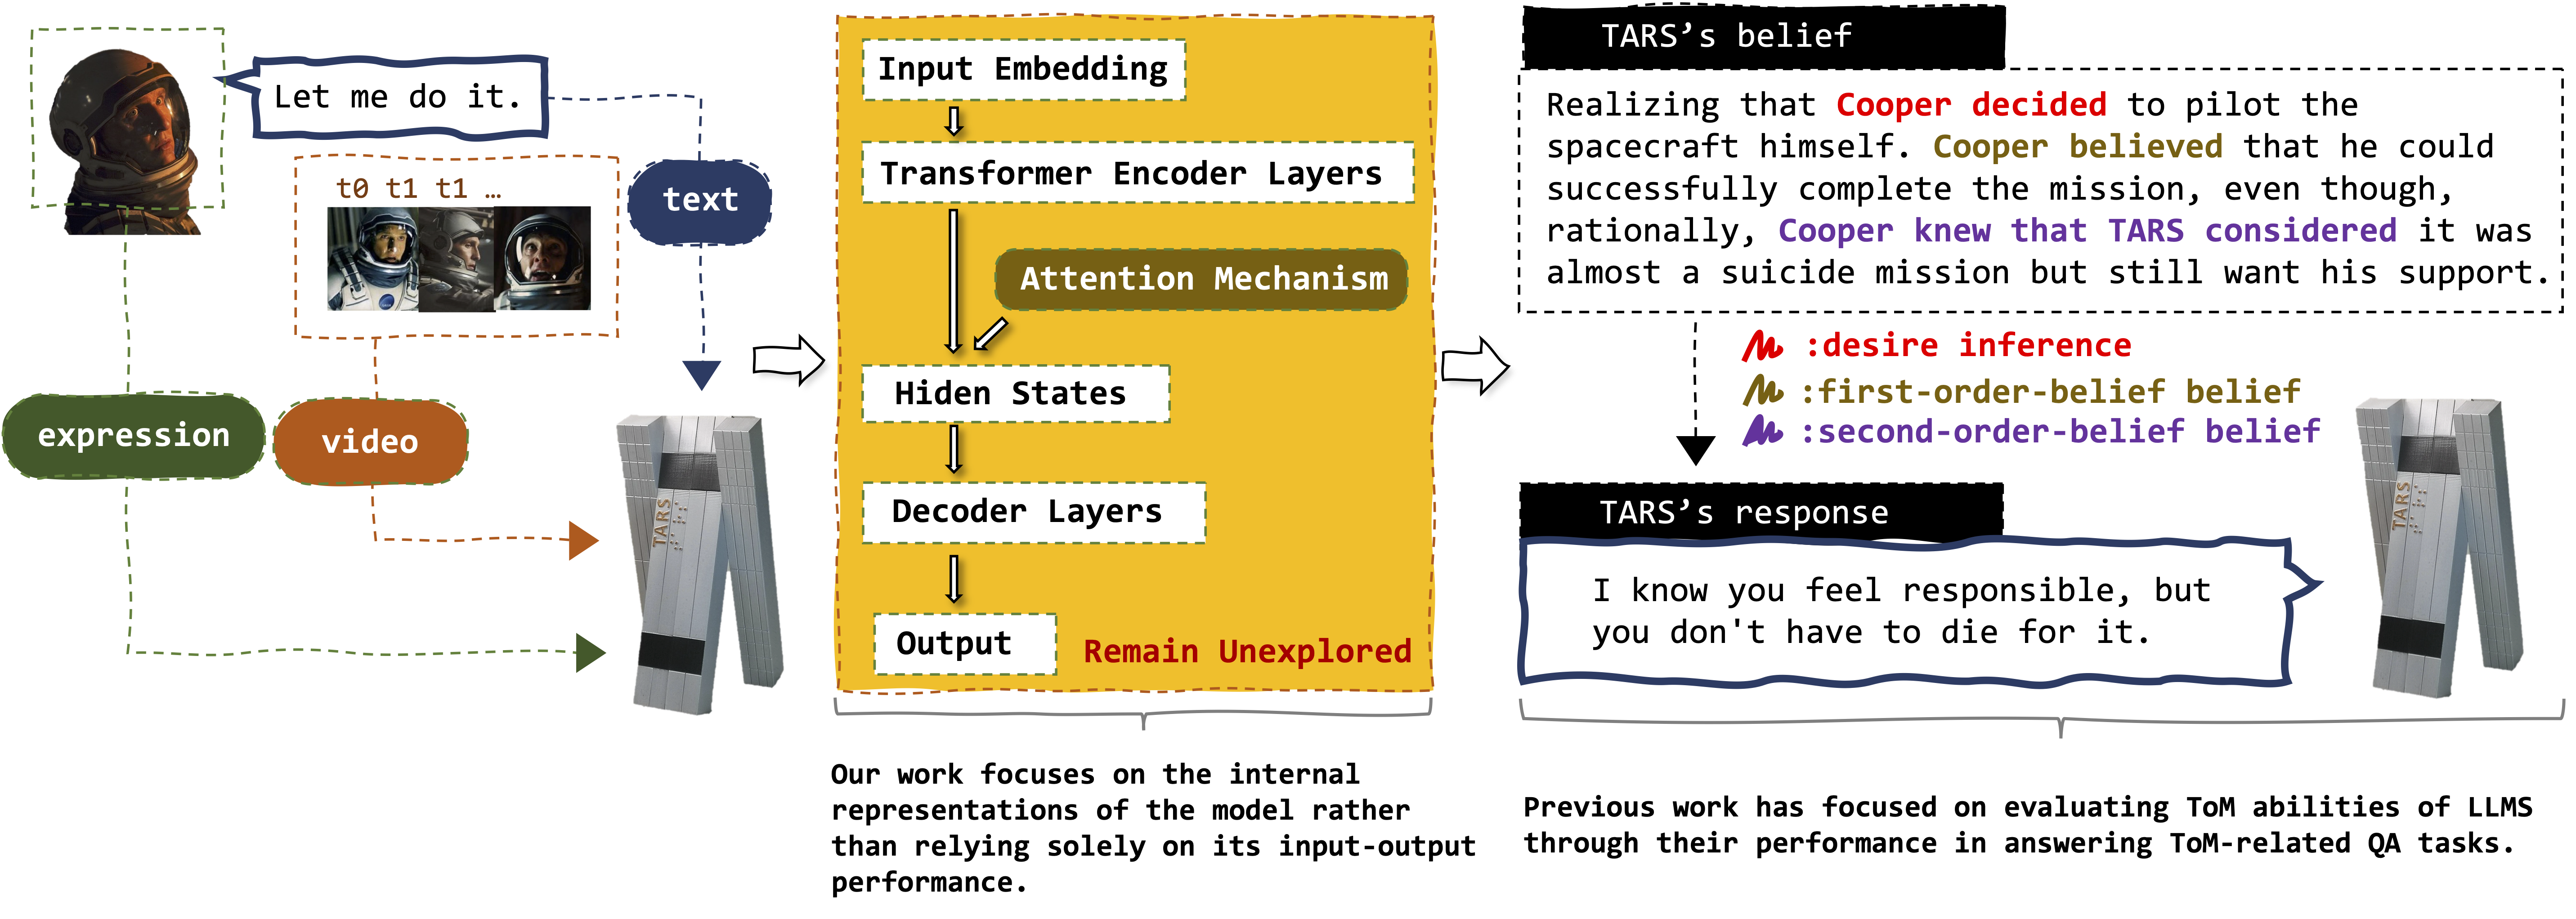 Let me do it.
t0 t1 t1 …
text
expression
video
TARS
Input Embedding
Transformer Encoder Layers
Attention Mechanism
Hiden States
Decoder Layers
Output
Remain Unexplored
Our work focuses on the internal
representations of the model rather
than relying solely on its input-output
performance.
TARS’s belief
Realizing that Cooper decided to pilot the
spacecraft himself. Cooper believed that he could
successfully complete the mission, even though,
rationally, Cooper knew that TARS considered it was
almost a suicide mission but still want his support.
:desire inference
:first-order-belief belief
:second-order-belief belief
TARS’s response
I know you feel responsible, but
you don't have to die for it.
TARS
Previous work has focused on evaluating ToM abilities of LLMS
through their performance in answering ToM-related QA tasks.